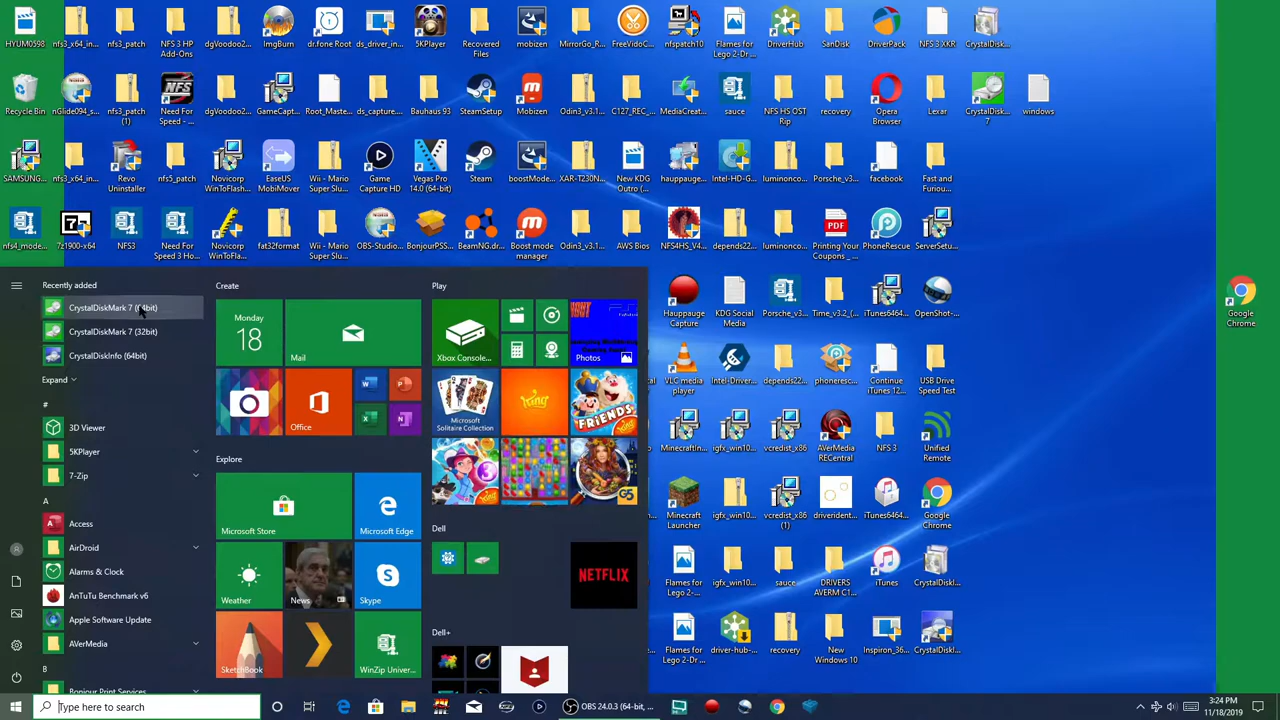 HYUM0598
nfs3_x64_in...
nfs3_patch
NFS 3 HP
Add-Ons
dgVoodoo2...
ImgBurn
dr.fone Root
ds_driver_in...
5KPlayer
Recovered
Files
mobizen
MirrorGo_R...
FreeVidoCo...
nfspatch10
Flames for
Lego 2-Dr ...
DriverHub
SanDisk
DriverPack
NFS 3 XKR
CrystalDisk...
Recycle Bin
nGlide094_s...
nfs3_patch
(1)
Need For
Speed - ...
dgVoodoo2...
GameCapt...
Root_Maste...
ds_capture....
Bauhaus 93
SteamSetup
Mobizen
Odin3_v3.1...
C127_REC_...
MediaCreat...
sauce
NFS HS OST
Rip
recovery
Opera
Browser
Lexar
CrystalDisk...
7
windows
SAMSUNG...
nfs3_x64_in...
Revo
Uninstaller
nfs5_patch
Novicorp
WinToFlash...
EaseUS
MobiMover
Wii - Mario
Super Slu...
Game
Capture HD
Vegas Pro
14.0 (64-bit)
Steam
boostMode...
XAR-T230N...
New KDG
Outro (...
hauppauge...
Intel-HD-G...
luminonco...
Porsche_v3...
facebook
Fast and
Furiou...
nfs4_mode...
7z1900-x64
NFS3
Need For
Speed 3 Ho...
Novicorp
WinToFla...
fat32format
Wii - Mario
Super Slu...
OBS-Studio...
BonjourPSS...
BeamNG.dr...
Boost mode
manager
Odin3_v3.1...
AWS Bios
NFS4HS_V4...
depends22...
luminonco...
PDF
Printing Your
Coupons _...
PhoneRescue
ServerSetu...
Recently added
CrystalDiskMark 7 (64bit)
CrystalDiskMark 7 (32bit)
CrystalDiskInfo (64bit)
Expand
#
3D Viewer
5KPlayer
7-Zip
A
Access
AirDroid
Alarms & Clock
AnTuTu Benchmark v6
Apple Software Update
AVerMedia
B
Bonjour Print Services
Create
Monday
18
Mail
Office
Explore
Microsoft Store
Microsoft Edge
Weather
News
Skype
SketchBook
WinZip Univer...
Play
Xbox Console...
Photos
Microsoft
Solitaire Collection
King
FRIENDS
Dell
NETFLIX
Dell+
Hauppauge
Capture
KDG Social
Media
Porsche_v3...
Time_v3.2_(...
iTunes6464...
OpenShot-...
Google
Chrome
VLC media
player
Intel-Driver...
depends22...
phoneresc...
Continue
iTunes 12...
USB Drive
Speed Test
MinecraftIn...
igfx_win10...
vcredist_x86
AVerMedia
RECentral
NFS 3
Unified
Remote
Minecraft
Launcher
igfx_win10...
vcredist_x86
(1)
driverident...
iTunes6464...
Google
Chrome
Flames for
Lego 2-Dr ...
igfx_win10...
sauce
DRIVERS
AVERM C1...
iTunes
CrystalDiskI...
Flames for
Lego 2-Dr ...
driver-hub-...
recovery
New
Windows 10
Inspiron_36...
CrystalDiskI...
Type here to search
OBS 24.0.3 (64-bit, ...
3:24 PM
11/18/2019